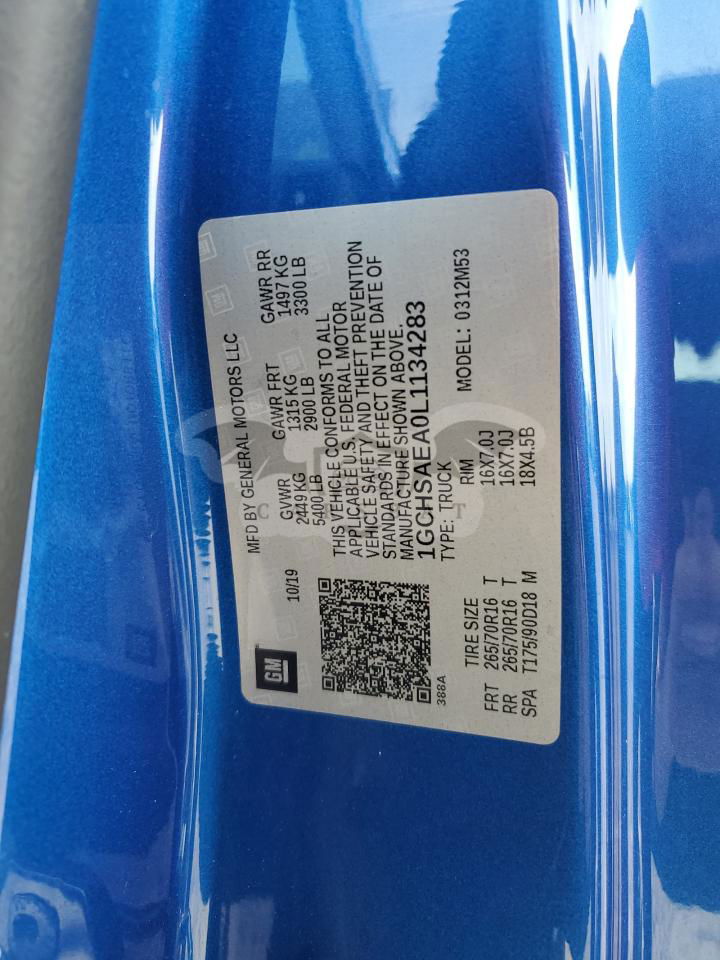 GM
MFD BY GENERAL MOTORS LLC
10/19
GVWR GAWR FRT GAWR RR
2449 KG 1315 KG 1497 KG
5400 LB 2900 LB 3300 LB
THIS VEHICLE CONFORMS TO ALL
APPLICABLE U.S. FEDERAL MOTOR
VEHICLE SAFETY AND THEFT PREVENTION
STANDARDS IN EFFECT ON THE DATE OF
MANUFACTURE SHOWN ABOVE.
1GCHSAEA0L1134283
388A
TYPE: TRUCK MODEL: 0312M53
TIRE SIZE RIM
FRT 265/70R16 T 16X7.0J
RR 265/70R16 T 16X7.0J
SPA T175/90D18 M 18X4.5B